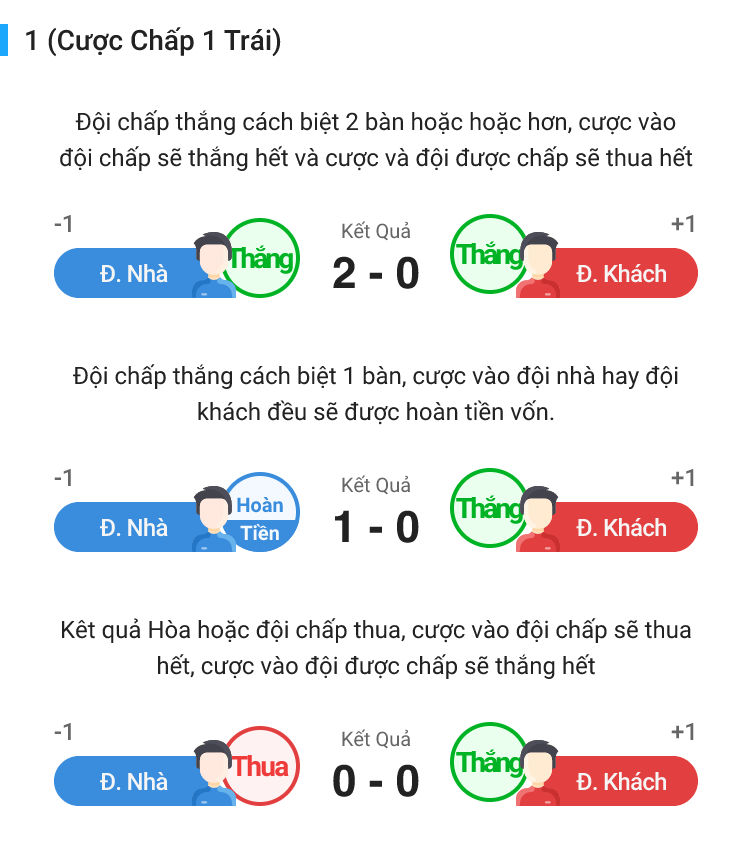 1 (Cược Chấp 1 Trái)
Đội chấp thắng cách biệt 2 bàn hoặc hoặc hơn, cược vào
đội chấp sẽ thắng hết và cược và đội được chấp sẽ thua hết
-1
Đ. Nhà
Thắng
Kết Quả
2 - 0
Thắng
+1
Đ. Khách
Đội chấp thắng cách biệt 1 bàn, cược vào đội nhà hay đội
khách đều sẽ được hoàn tiền vốn.
-1
Đ. Nhà
Hoàn
Tiền
Kết Quả
1 - 0
Thắng
+1
Đ. Khách
Kêt quả Hòa hoặc đội chấp thua, cược vào đội chấp sẽ thua
hết, cược vào đội được chấp sẽ thắng hết
-1
Đ. Nhà
Thua
Kết Quả
0 - 0
Thắng
+1
Đ. Khách